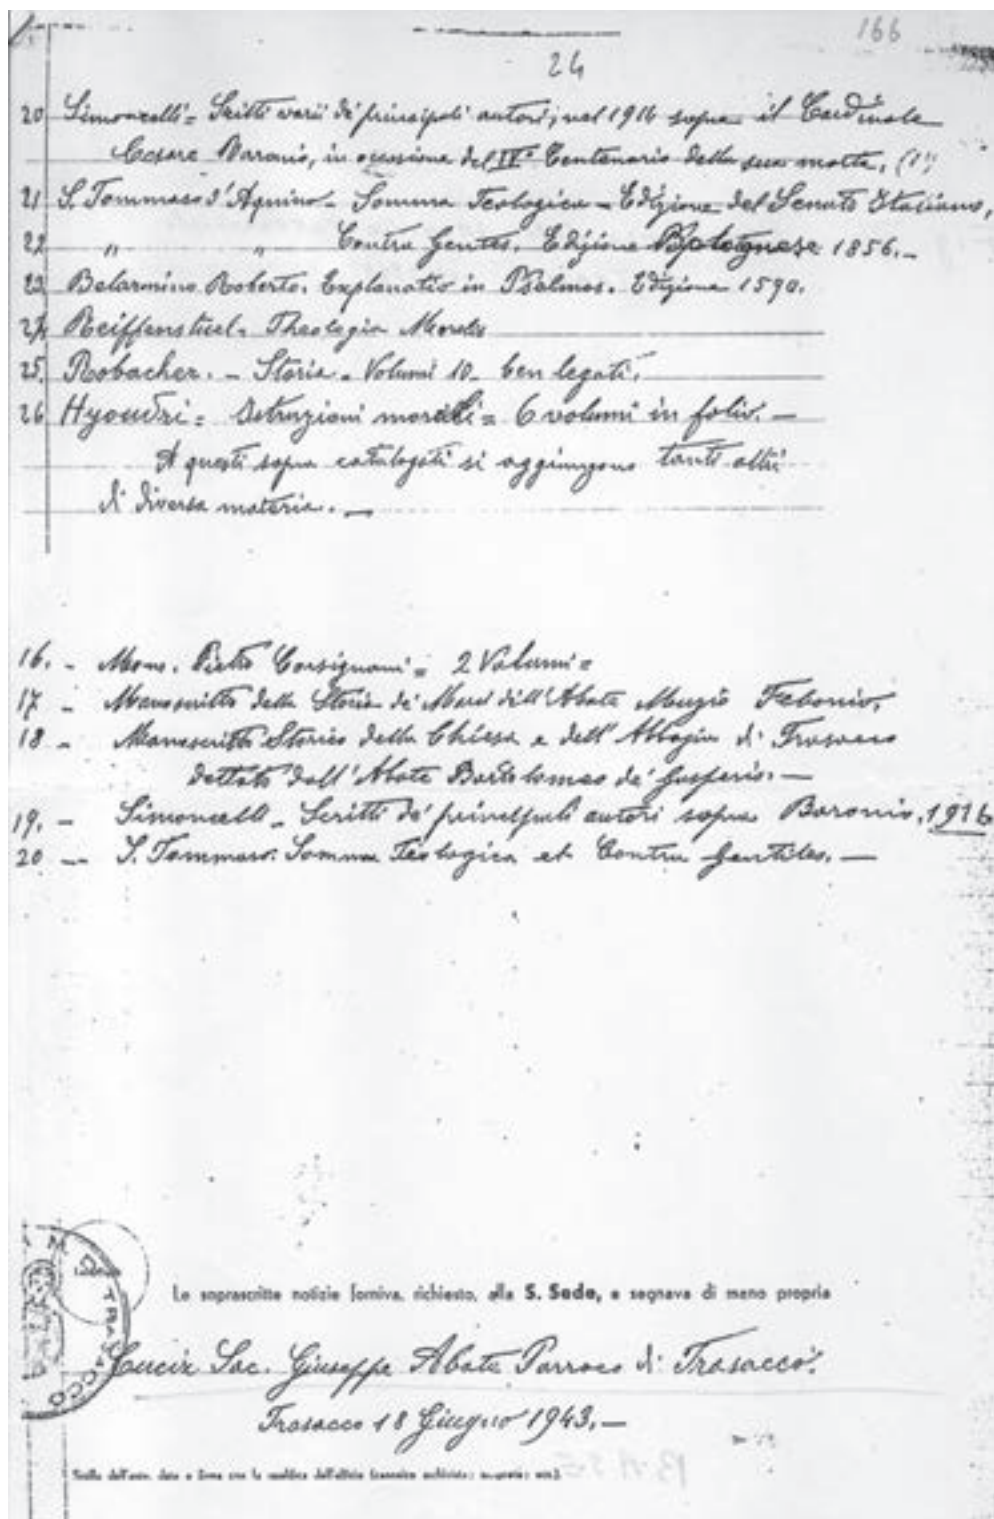 166
24
20 Simoncelli = Scritti varii de' principali autori, nel 1916 sopra il Cardinale
Cesare Baronio, in occasione del IV° Centenario della sua morte. (1°)
21 S. Tommaso d'Aquino - Somma Teologica - Edizione del Senato Italiano,
22 " " Contra Gentes. Edizione Bolognese 1856. -
23 Belarmino Roberto. Explanatio in Psalmos. Edizione 1590.
24 Reiffenstuel - Theologia Moralis
25. Robacher. - Storia - Volumi 10 - ben legati.
26 = Istruzioni morali = 6 volumi in folio. -
A questi sopra catalogati si aggiungono tanti altri
di diversa materia. -
16. - Mons. Pietro Corsignani = 2 Volumi =
17 - Manoscritto della Storia de' Marsi dell'Abate Muzio Febonio,
18 - Manoscritto Storico della Chiesa e dell'Abbazia di Trasacco
dettato dall'Abate Bartolomeo de' Gasperis. -
19. - Simoncelli - Scritti de' principali autori sopra Baronio, 1916
20 - S. Tommaso. Somma Teologica et Contra Gentiles. -
Le soprascritte notizie forniva, richiesto, alla S. Sede, e segnava di mano propria
Sac. Giuseppe Abate Parroco di Trasacco.
TRASACCO
Trasacco 18 Giugno 1943. -